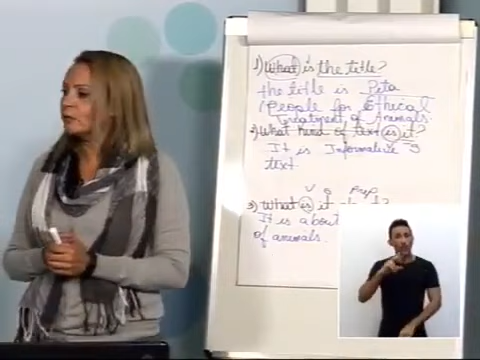 1) What is the title?
The title is Peta
(People for Ethical
Treatment of Animals.
2) What kind of text is it?
It is Informative
text.
3) What is it
It is about
of animals.